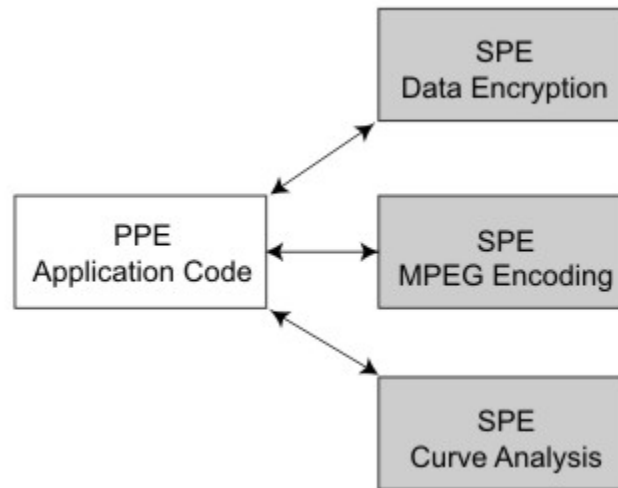 SPE
Data Encryption
PPE
Application Code
SPE
MPEG Encoding
SPE
Curve Analysis